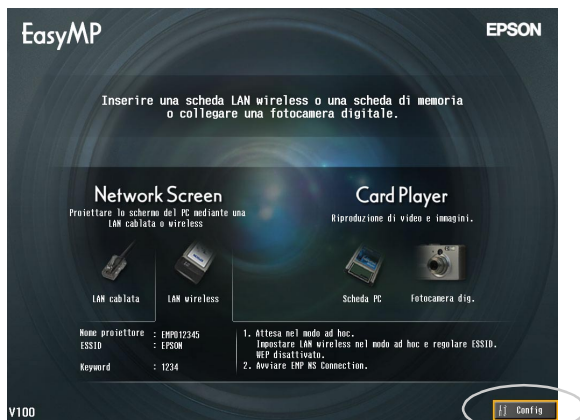 EasyMP
EPSON
Inserire una scheda LAN wireless o una scheda di memoria
o collegare una fotocamera digitale.
Network Screen
Proiettare lo schermo del PC mediante una
LAN cablata o wireless
LAN cablata
LAN wireless
Card Player
Riproduzione di video e immagini.
Scheda PC
Fotocamera dig.
Nome proiettore : EMP012345
ESSID : EPSON
Keyword : 1234
1. Attesa nel modo ad hoc.
Impostare LAN wireless nel modo ad hoc e regolare ESSID.
WEP disattivato.
2. Avviare EMP NS Connection.
V100
Config